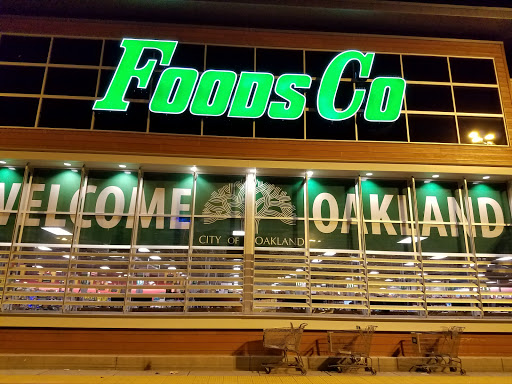 FOODS CO
WELCOME OAKLAND
CITY OF OAKLAND